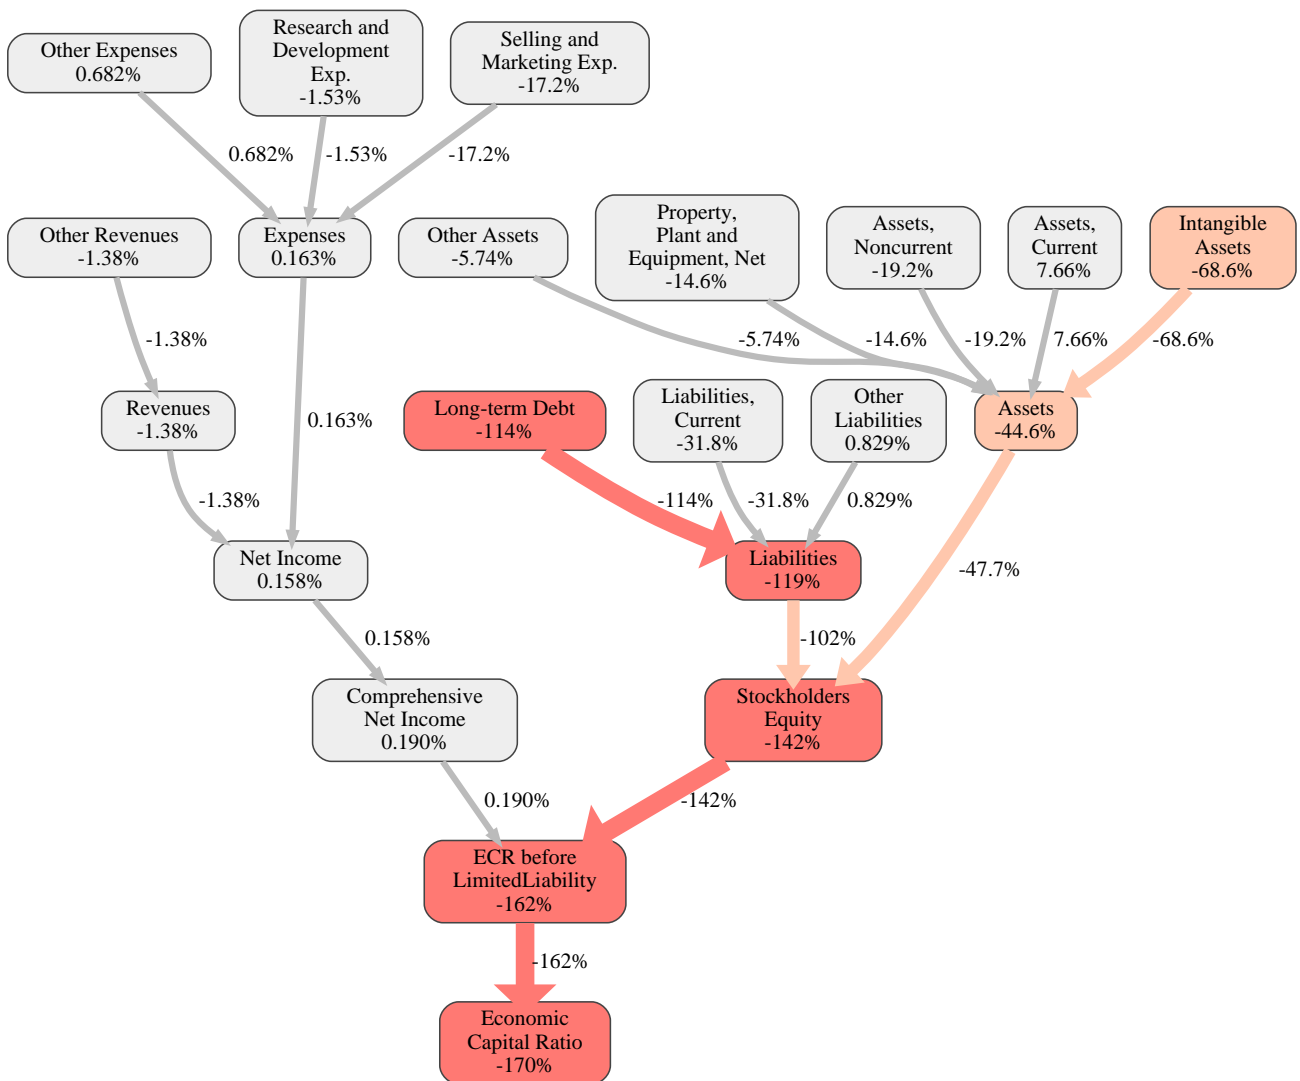 Other Expenses
0.682%
Research and
Development
Exp.
-1.53%
Selling and
Marketing Exp.
-17.2%
0.682%
-1.53%
-17.2%
Other Revenues
-1.38%
Expenses
0.163%
Other Assets
-5.74%
Property,
Plant and
Equipment, Net
-14.6%
Assets,
Noncurrent
-19.2%
Assets,
Current
7.66%
Intangible
Assets
-68.6%
-1.38%
-5.74%
-14.6%
-19.2%
7.66%
-68.6%
Revenues
-1.38%
0.163%
Long-term Debt
-114%
Liabilities,
Current
-31.8%
Other
Liabilities
0.829%
Assets
-44.6%
-1.38%
-114%
-31.8%
0.829%
Net Income
0.158%
Liabilities
-119%
-47.7%
0.158%
-102%
Comprehensive
Net Income
0.190%
Stockholders
Equity
-142%
0.190%
-142%
ECR before
LimitedLiability
-162%
-162%
Economic
Capital Ratio
-170%